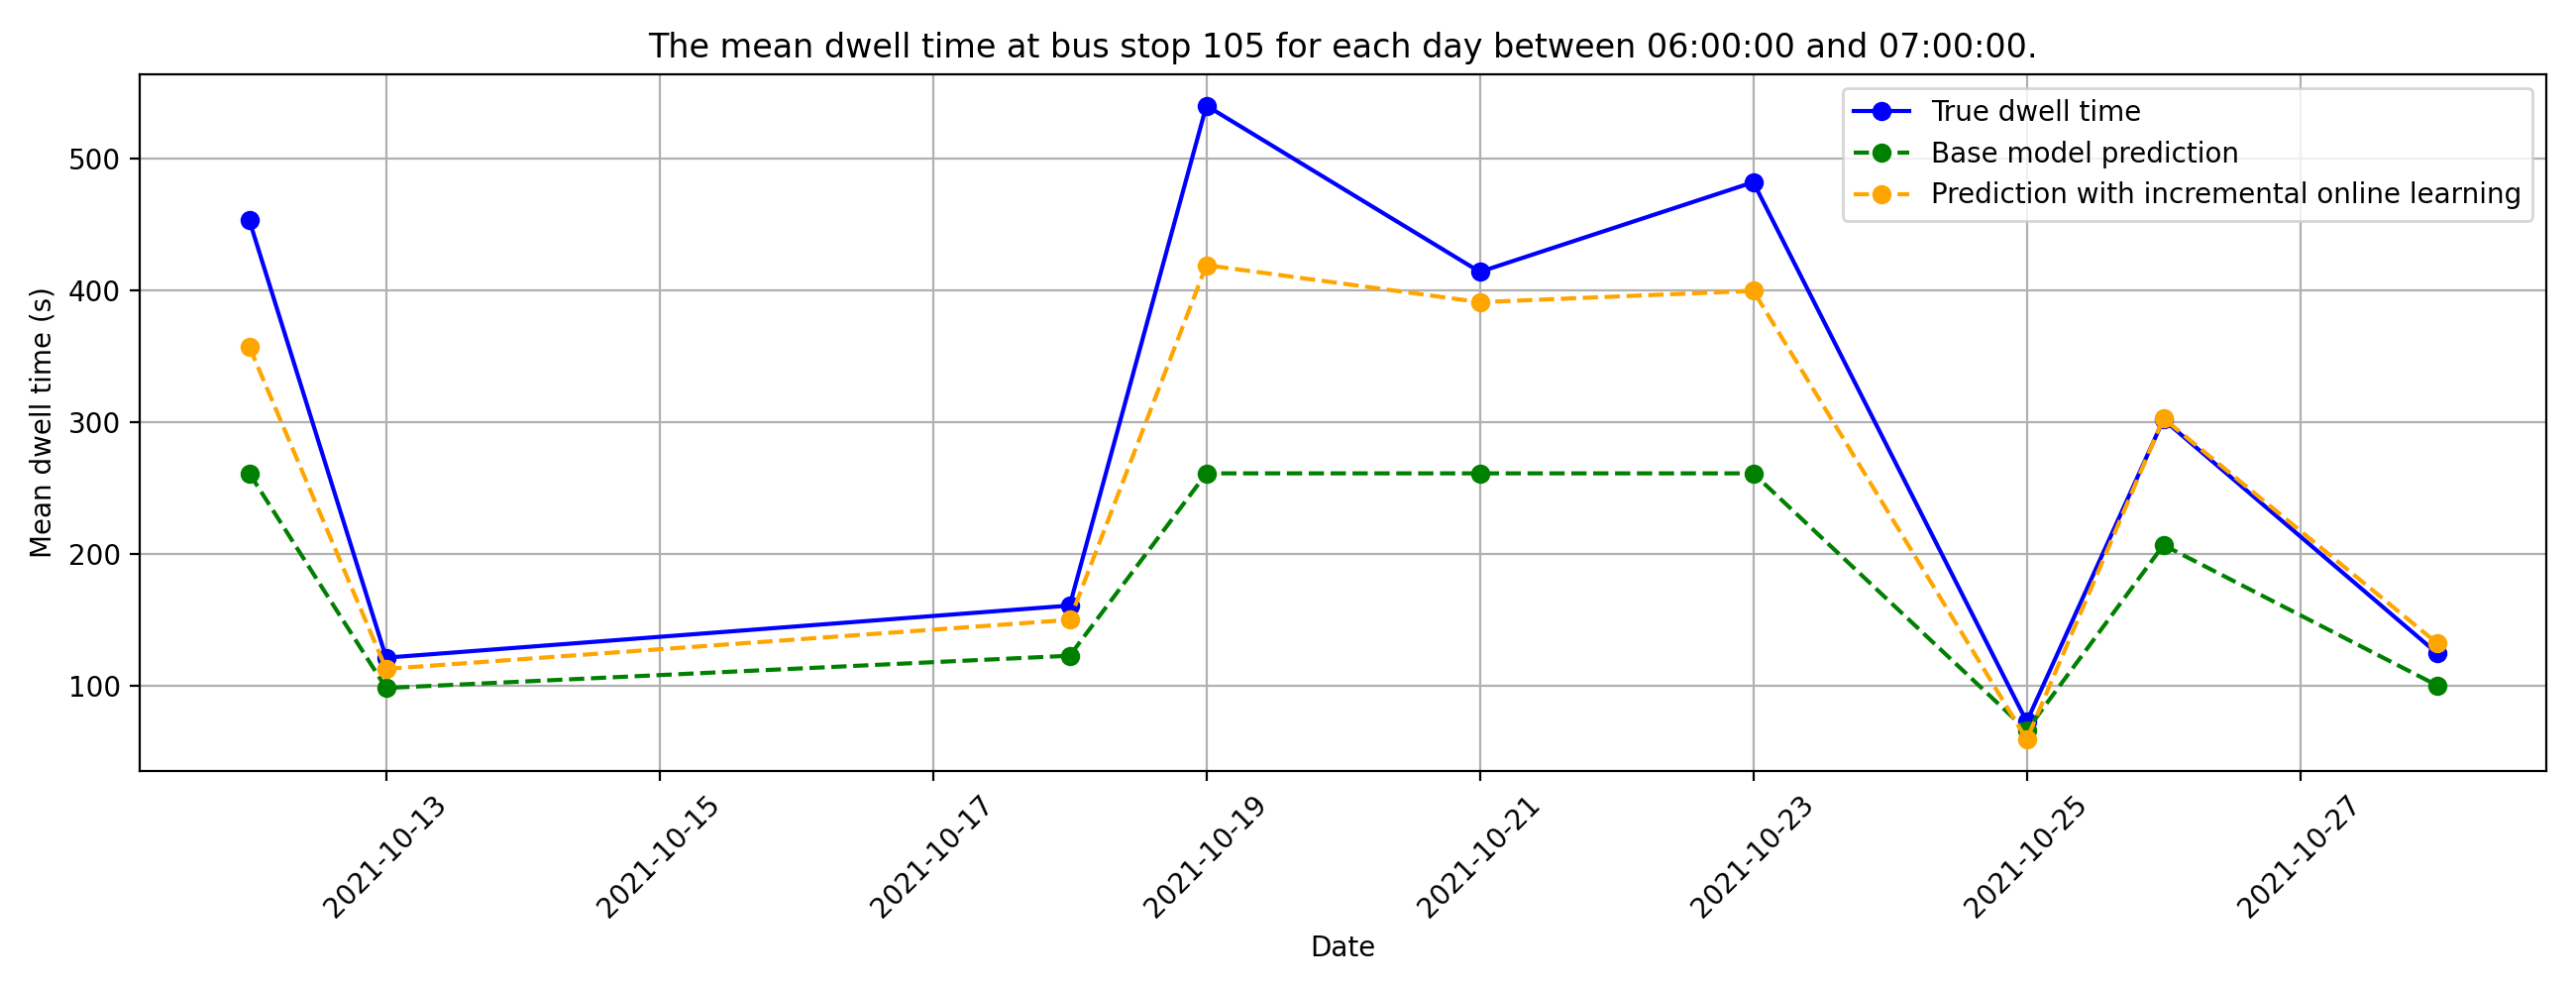 The mean dwell time at bus stop 105 for each day between 06:00:00 and 07:00:00.
True dwell time
Base model prediction
Prediction with incremental online learning
Mean dwell time (s)
500
400
300
200
100
2021-10-13
2021-10-15
2021-10-17
2021-10-19
2021-10-21
2021-10-23
2021-10-25
2021-10-27
Date